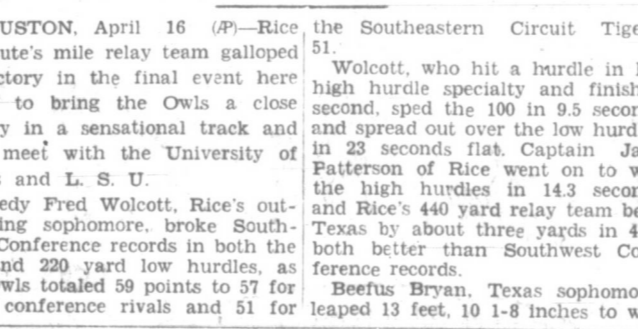 USTON, April 16 (AP)—Rice
ute's mile relay team galloped
ctory in the final event here
to bring the Owls a close
y in a sensational track and
meet with the University of
s and L. S. U.
edy Fred Wolcott, Rice's out-
ing sophomore, broke South-
Conference records in both the
nd 220 yard low hurdles, as
wls totaled 59 points to 57 for
conference rivals and 51 for
the Southeastern Circuit Tige
51.
Wolcott, who hit a hurdle in
high hurdle specialty and finish
second, sped the 100 in 9.5 secon
and spread out over the low hurd
in 23 seconds flat. Captain Ja
Patterson of Rice went on to w
the high hurdles in 14.3 secon
and Rice's 440 yard relay team be
Texas by about three yards in 4
both better than Southwest Co
ference records.
Beefus Bryan, Texas sophomo
leaped 13 feet, 10 1-8 inches to w